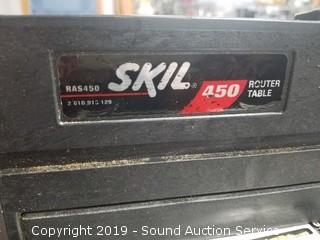 RAS450
SKIL®
450 ROUTER TABLE
2 610 913 129
Copyright 2019 - Sound Auction Service